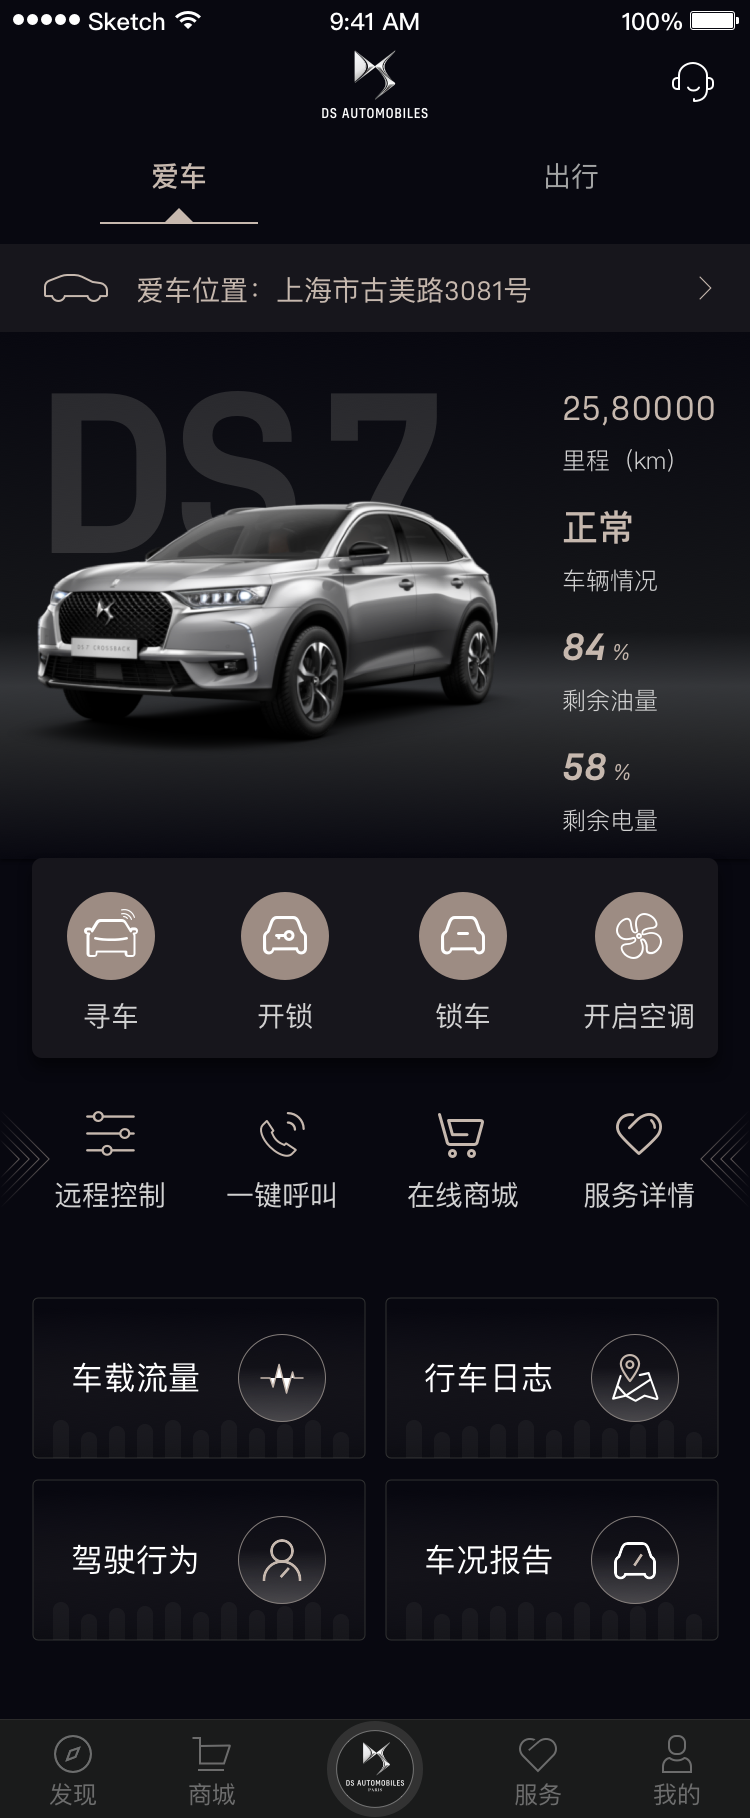 Sketch 9:41 AM 100%
DS AUTOMOBILES
爱车 出行
爱车位置：上海市古美路3081号
DS 7
25,80000
里程（km）
正常
车辆情况
84 %
剩余油量
58 %
剩余电量
DS 7 CROSSBACK
寻车 开锁 锁车 开启空调
远程控制 一键呼叫 在线商城 服务详情
车载流量 行车日志
驾驶行为 车况报告
DS AUTOMOBILES
PARIS
发现 商城 服务 我的